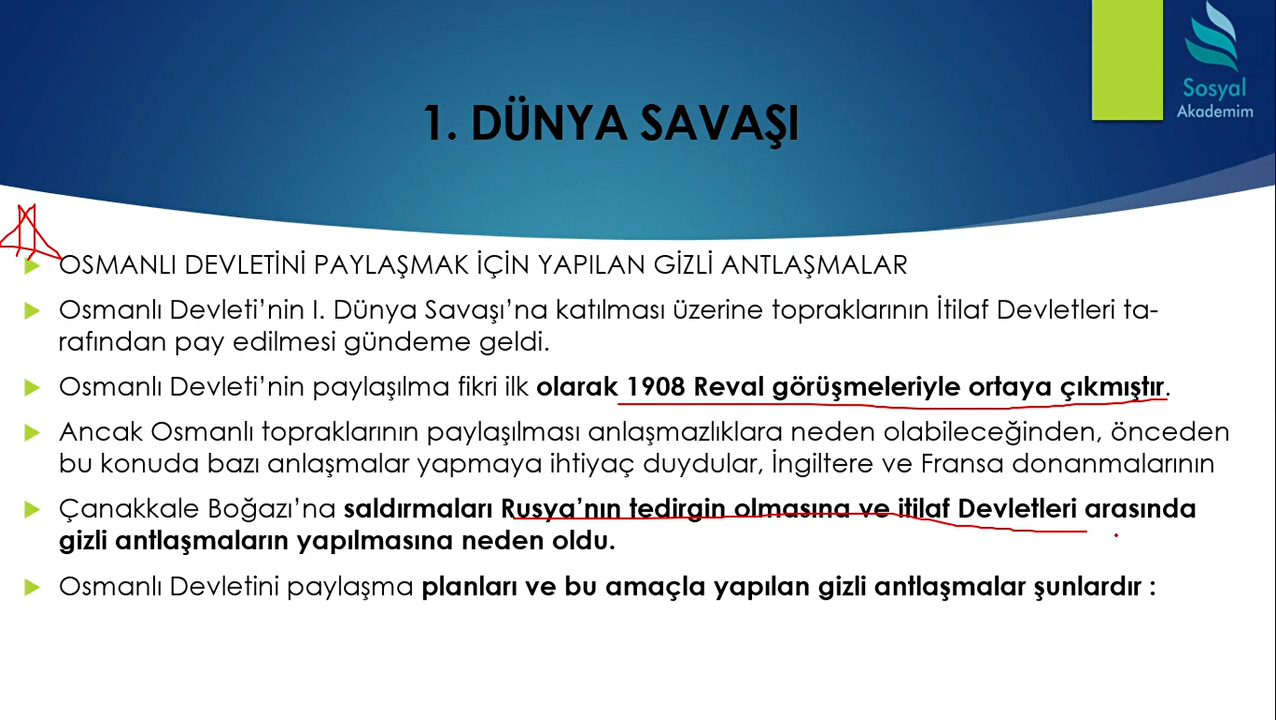 Sosyal
Akademim
1. DÜNYA SAVAŞI
OSMANLI DEVLETİNİ PAYLAŞMAK İÇİN YAPILAN GİZLİ ANTLAŞMALAR
Osmanlı Devleti’nin I. Dünya Savaşı’na katılması üzerine topraklarının İtilaf Devletleri ta-
rafından pay edilmesi gündeme geldi.
Osmanlı Devleti’nin paylaşılma fikri ilk olarak 1908 Reval görüşmeleriyle ortaya çıkmıştır.
Ancak Osmanlı topraklarının paylaşılması anlaşmazlıklara neden olabileceğinden, önceden
bu konuda bazı anlaşmalar yapmaya ihtiyaç duydular, İngiltere ve Fransa donanmalarının
Çanakkale Boğazı’na saldırmaları Rusya’nın tedirgin olmasına ve itilaf Devletleri arasında
gizli antlaşmaların yapılmasına neden oldu.
Osmanlı Devletini paylaşma planları ve bu amaçla yapılan gizli antlaşmalar şunlardır :